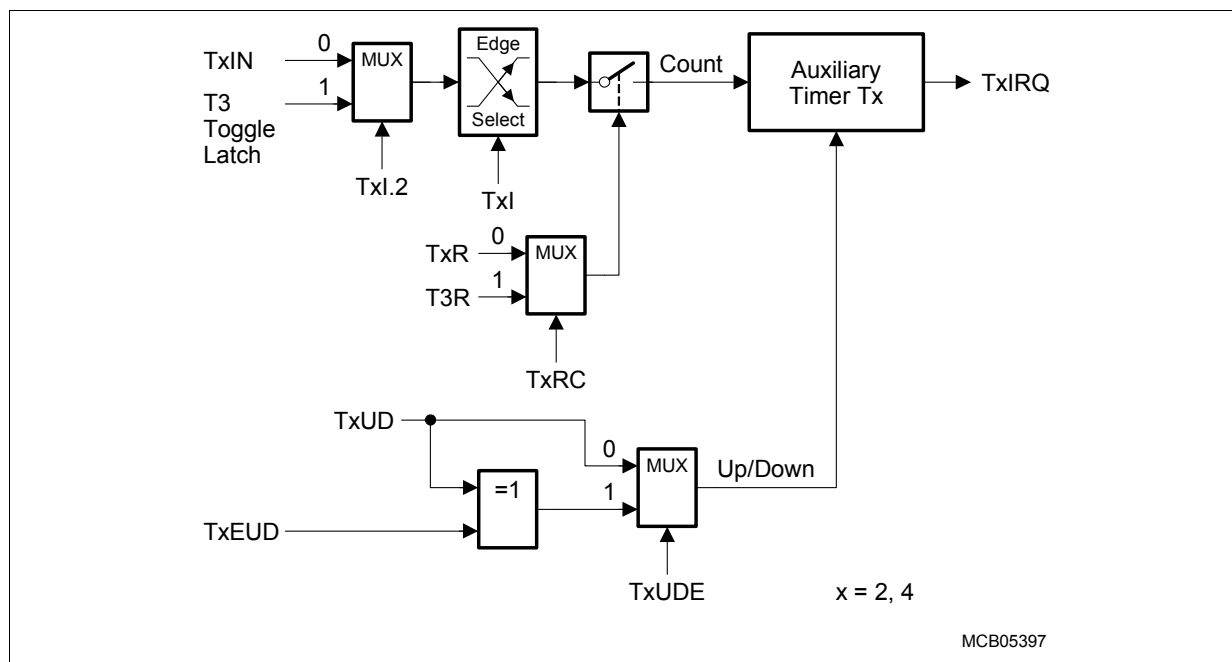 TxIN
0
MUX
Edge
Select
Count
Auxiliary
Timer Tx
TxIRQ
T3
Toggle
Latch
1
TxI.2
TxI
TxR
0
MUX
T3R
1
TxRC
TxUD
0
MUX
Up/Down
=1
1
TxEUD
TxUDE
x = 2, 4
MCB05397